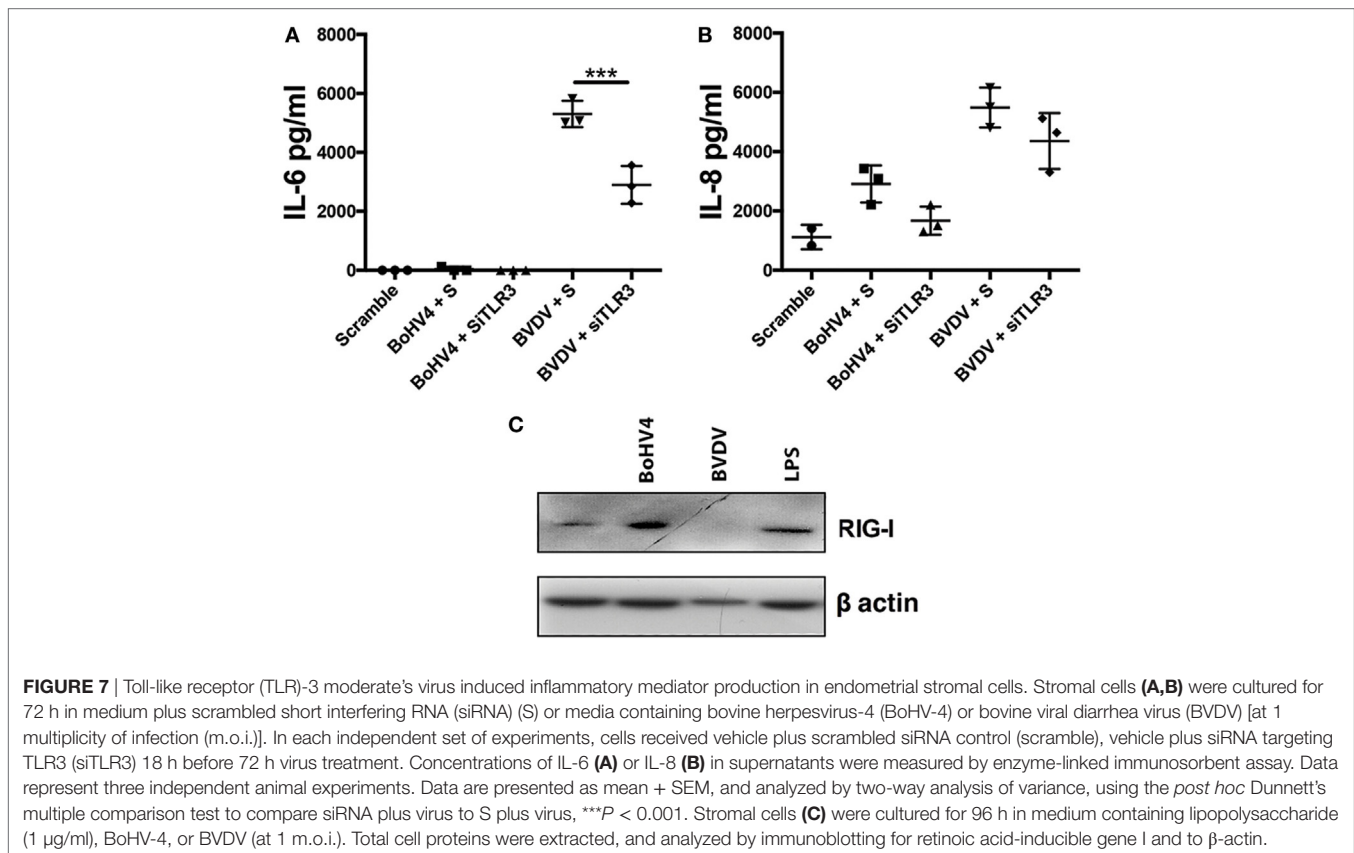 A
B
8000
6000
4000
2000
0
IL-6 pg/ml
***
Scramble
BoHV4 + S
BoHV4 + SiTLR3
BVDV + S
BVDV + siTLR3
8000
6000
4000
2000
0
IL-8 pg/ml
Scramble
BoHV4 + S
BoHV4 + SiTLR3
BVDV + S
BVDV + siTLR3
C
BoHV4
BVDV
LPS
RIG-I
β actin
FIGURE 7 | Toll-like receptor (TLR)-3 moderate's virus induced inflammatory mediator production in endometrial stromal cells. Stromal cells (A,B) were cultured for
72 h in medium plus scrambled short interfering RNA (siRNA) (S) or media containing bovine herpesvirus-4 (BoHV-4) or bovine viral diarrhea virus (BVDV) [at 1
multiplicity of infection (m.o.i.)]. In each independent set of experiments, cells received vehicle plus scrambled siRNA control (scramble), vehicle plus siRNA targeting
TLR3 (siTLR3) 18 h before 72 h virus treatment. Concentrations of IL-6 (A) or IL-8 (B) in supernatants were measured by enzyme-linked immunosorbent assay. Data
represent three independent animal experiments. Data are presented as mean + SEM, and analyzed by two-way analysis of variance, using the post hoc Dunnett's
multiple comparison test to compare siRNA plus virus to S plus virus, ***P < 0.001. Stromal cells (C) were cultured for 96 h in medium containing lipopolysaccharide
(1 μg/ml), BoHV-4, or BVDV (at 1 m.o.i.). Total cell proteins were extracted, and analyzed by immunoblotting for retinoic acid-inducible gene I and to β-actin.